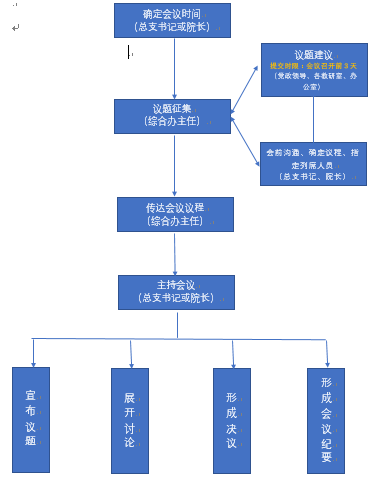 确定会议时间
(总支书记或院长)
议题建议
提交时限：会议召开前3天
(党政领导、各教研室、办
公室)
议题征集
(综合办主任)
会前沟通、确定议程、指
定列席人员
(总支书记、院长)
传达会议议程
(综合办主任)
主持会议
(总支书记或院长)
宣布议题
展开讨论
形成决议
形成会议纪要